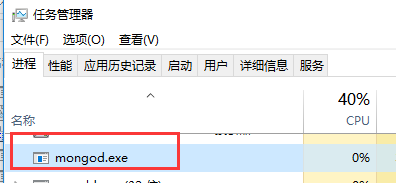 任务管理器
文件(F) 选项(O) 查看(V)
进程 性能 应用历史记录 启动 用户 详细信息 服务
40%
名称 CPU
mongod.exe 0%
0%